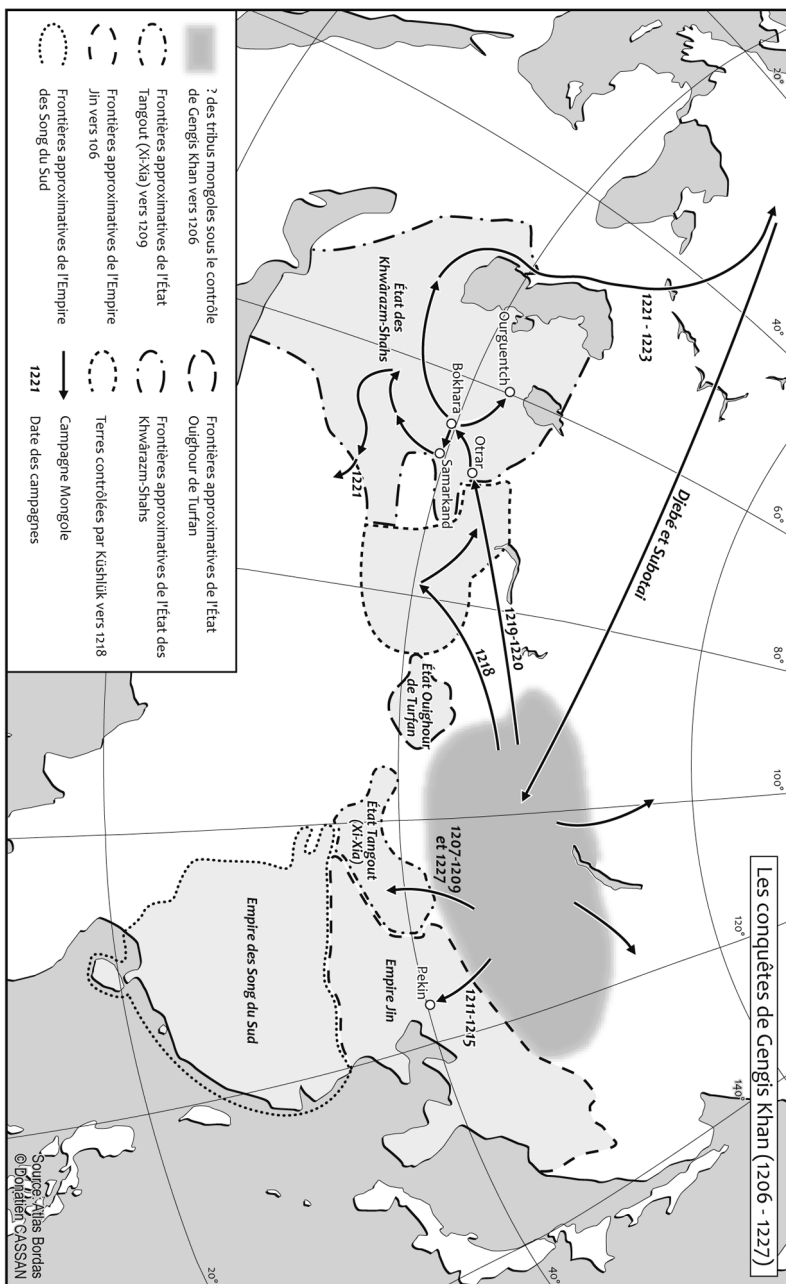 Les conquêtes de Gengis Khan (1206 - 1227)
20°
40°
60°
80°
100°
120°
140°
1221 - 1223
Djebé et Subotai
Ourguentch
Bokhara
Otrar
Samarkand
État des
Khwârazm-Shahs
1221
1219-1220
1218
État Ouighour
de Turfan
1207-1209
et 1227
État Tangout
(Xi-Xia)
1211-1215
Pekin
Empire Jin
Empire des Song du Sud
40°
20°
? des tribus mongoles sous le contrôle
de Gengis Khan vers 1206
Frontières approximatives de l'État
Tangout (Xi-Xia) vers 1209
Frontières approximatives de l'Empire
Jin vers 106
Frontières approximatives de l'Empire
des Song du Sud
Frontières approximatives de l'État
Ouighour de Turfan
Frontières approximatives de l'État des
Khwârazm-Shahs
Terres contrôlées par Küshlük vers 1218
Campagne Mongole
1221 Date des campagnes
Source: Atlas Bordas
© Donatien CASSAN